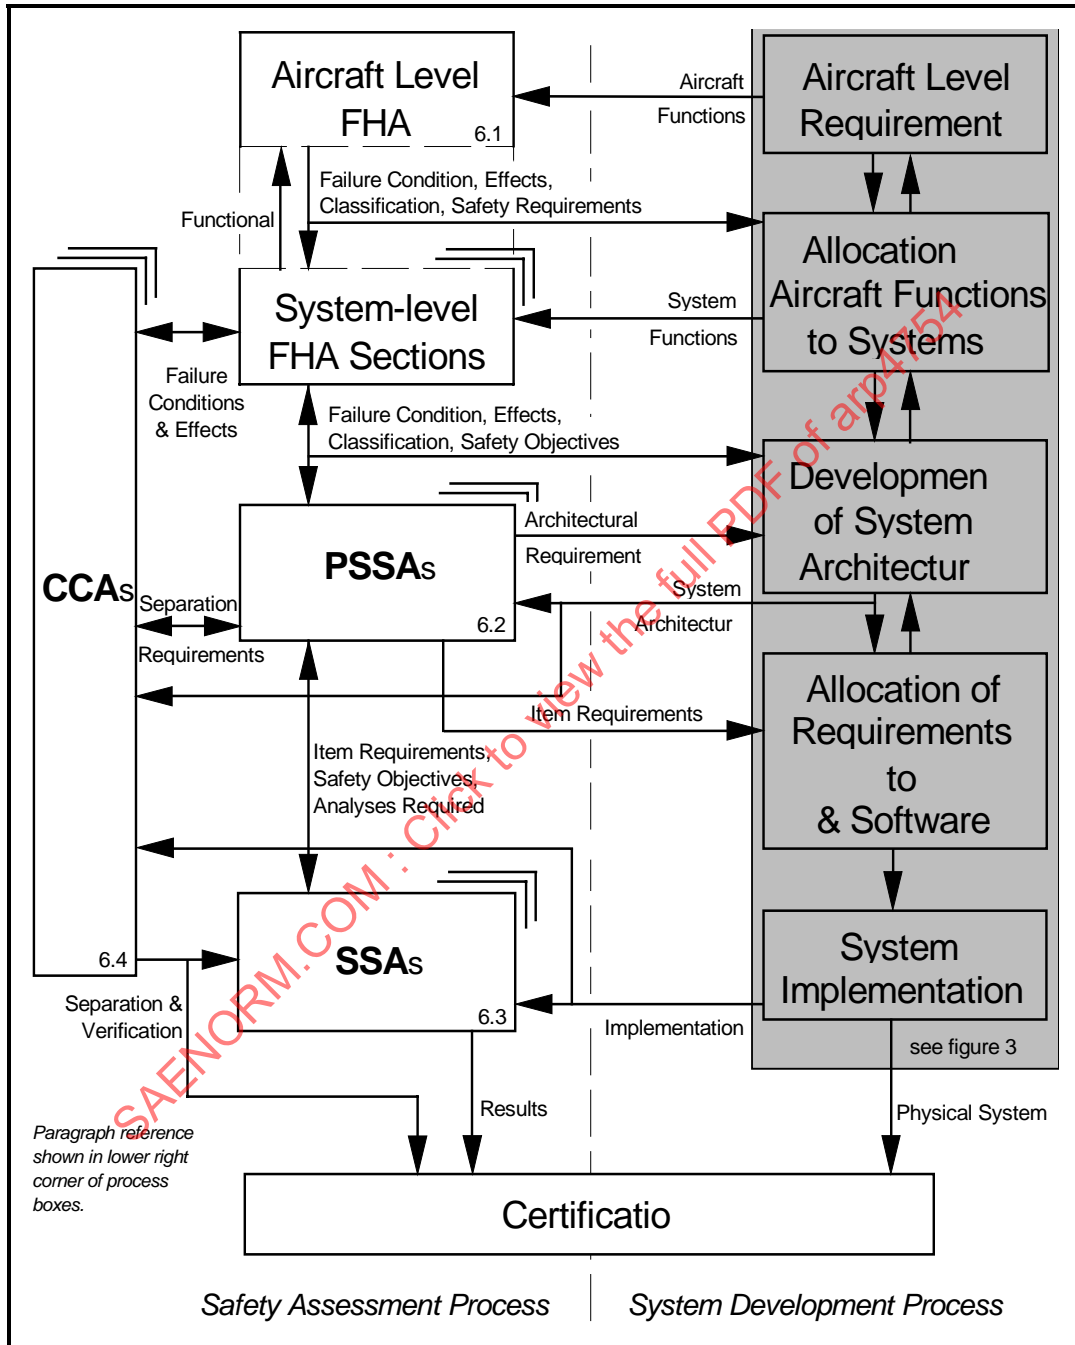 Aircraft Level
FHA
6.1
Aircraft
Functions
Aircraft Level
Requirement
Failure Condition, Effects,
Classification, Safety Requirements
Functional
Allocation
Aircraft Functions
to Systems
System-level
FHA Sections
System
Functions
Failure
Conditions
& Effects
Failure Condition, Effects,
Classification, Safety Objectives
Developmen
of System
Architectur
Architectural
Requirement
PSSAs
6.2
CCAs
6.4
Separation
Requirements
System
Architectur
Item Requirements
Allocation of
Requirements
to
& Software
Item Requirements,
Safety Objectives,
Analyses Required
SSAs
6.3
System
Implementation
see figure 3
Implementation
Separation &
Verification
Results
Physical System
Paragraph reference
shown in lower right
corner of process
boxes.
Certificatio
Safety Assessment Process
System Development Process
SAENORM.COM : Click to view the full PDF of arp4754